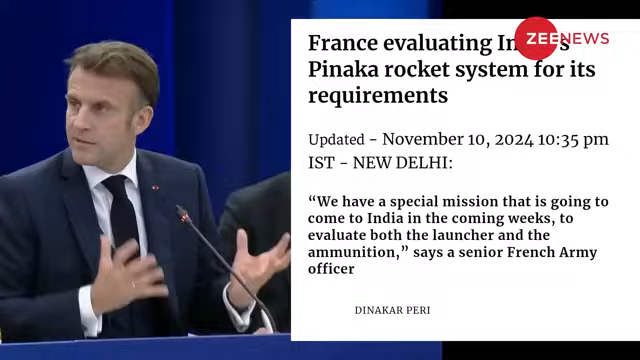 ZEENEWS
France evaluating In
Pinaka rocket system for its
requirements
Updated – November 10, 2024 10:35 pm
IST – NEW DELHI:
“We have a special mission that is going to
come to India in the coming weeks, to
evaluate both the launcher and the
ammunition,” says a senior French Army
officer
DINAKAR PERI